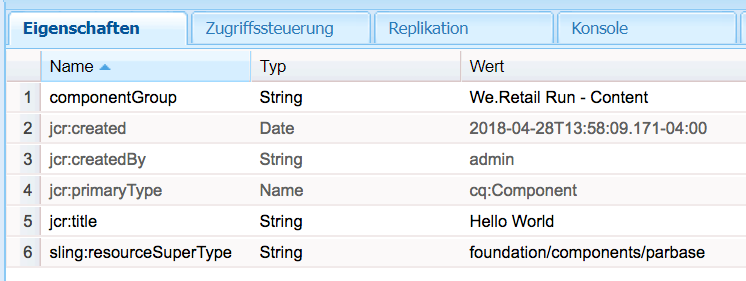 Eigenschaften Zugriffssteuerung Replikation Konsole
Name Typ Wert
1 componentGroup String We.Retail Run - Content
2 jcr:created Date 2018-04-28T13:58:09.171-04:00
3 jcr:createdBy String admin
4 jcr:primaryType Name cq:Component
5 jcr:title String Hello World
6 sling:resourceSuperType String foundation/components/parbase